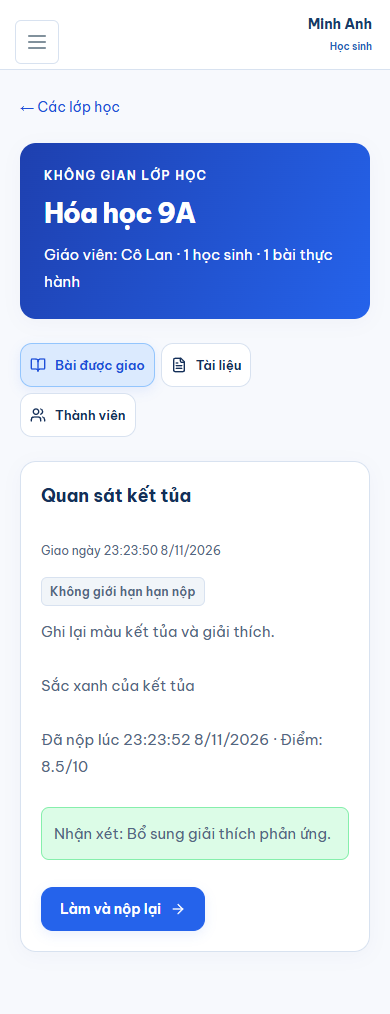 Minh Anh
Học sinh
← Các lớp học
KHÔNG GIAN LỚP HỌC
Hóa học 9A
Giáo viên: Cô Lan · 1 học sinh · 1 bài thực
hành
Bài được giao
Tài liệu
Thành viên
Quan sát kết tủa
Giao ngày 23:23:50 8/11/2026
Không giới hạn hạn nộp
Ghi lại màu kết tủa và giải thích.
Sắc xanh của kết tủa
Đã nộp lúc 23:23:52 8/11/2026 · Điểm:
8.5/10
Nhận xét: Bổ sung giải thích phản ứng.
Làm và nộp lại →